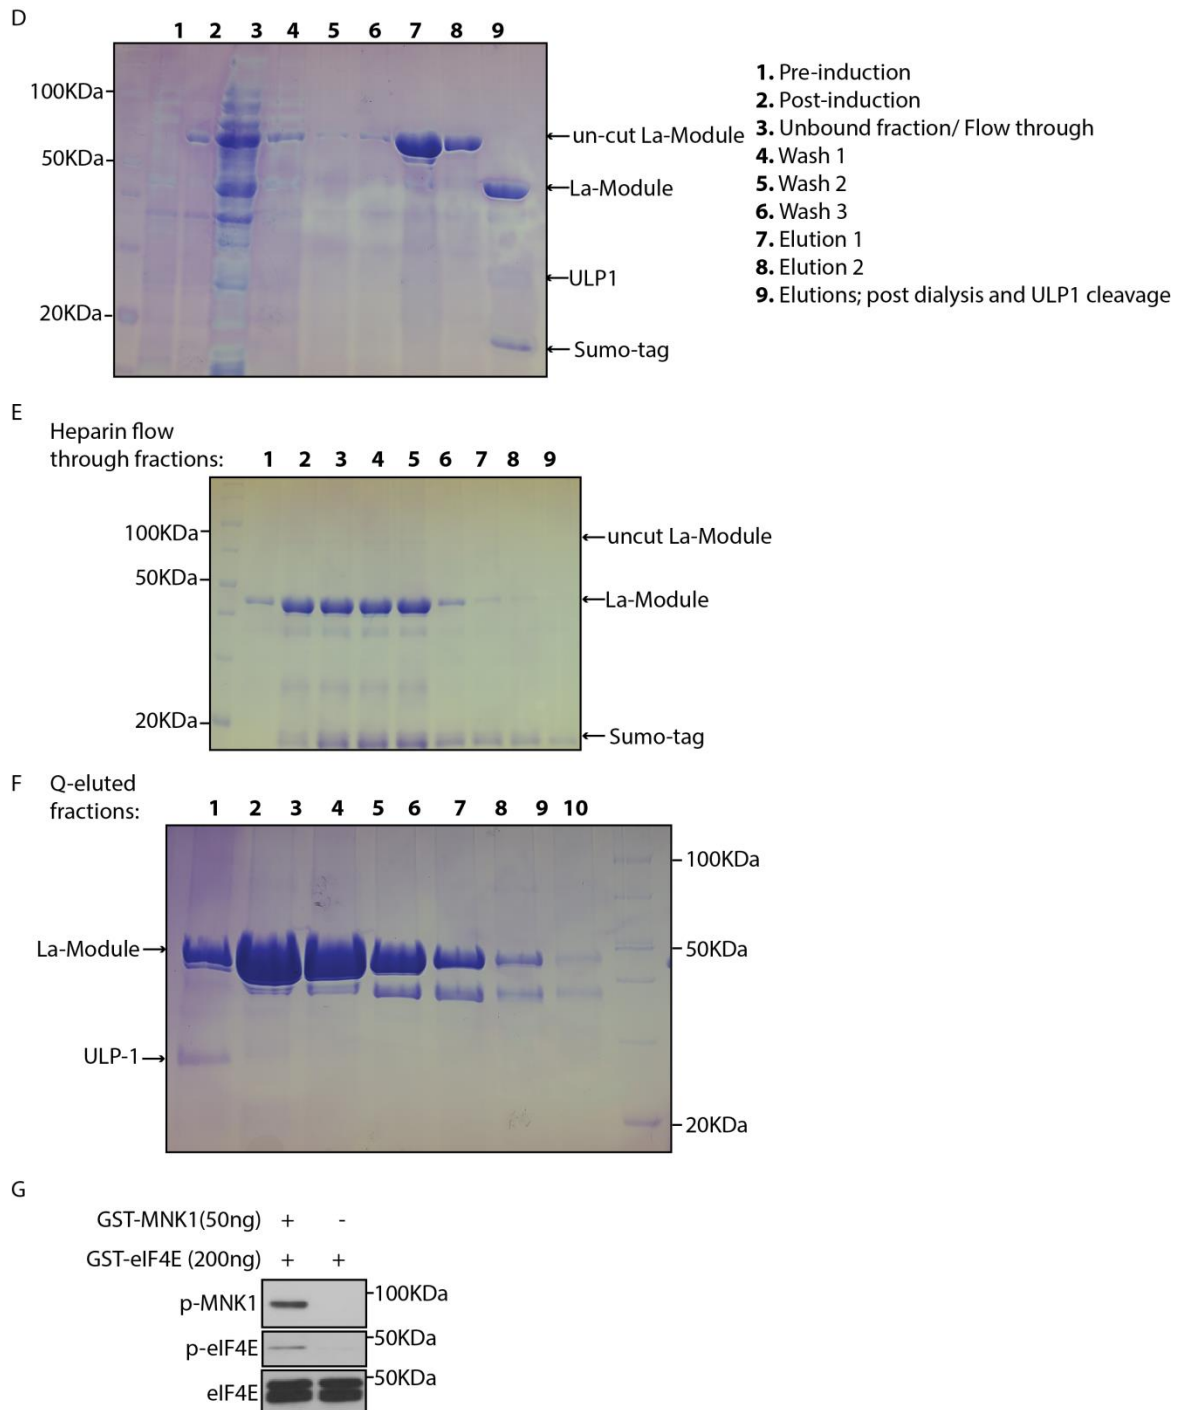 D
1 2 3 4 5 6 7 8 9
100KDa
50KDa
20KDa
un-cut La-Module
La-Module
ULP1
Sumo-tag
1. Pre-induction
2. Post-induction
3. Unbound fraction/ Flow through
4. Wash 1
5. Wash 2
6. Wash 3
7. Elution 1
8. Elution 2
9. Elutions; post dialysis and ULP1 cleavage
E
Heparin flow
through fractions: 1 2 3 4 5 6 7 8 9
100KDa
50KDa
20KDa
uncut La-Module
La-Module
Sumo-tag
F
Q-eluted
fractions: 1 2 3 4 5 6 7 8 9 10
La-Module
ULP-1
100KDa
50KDa
20KDa
G
GST-MNK1(50ng) + -
GST-eIF4E (200ng) + +
p-MNK1 100KDa
p-eIF4E 50KDa
eIF4E 50KDa